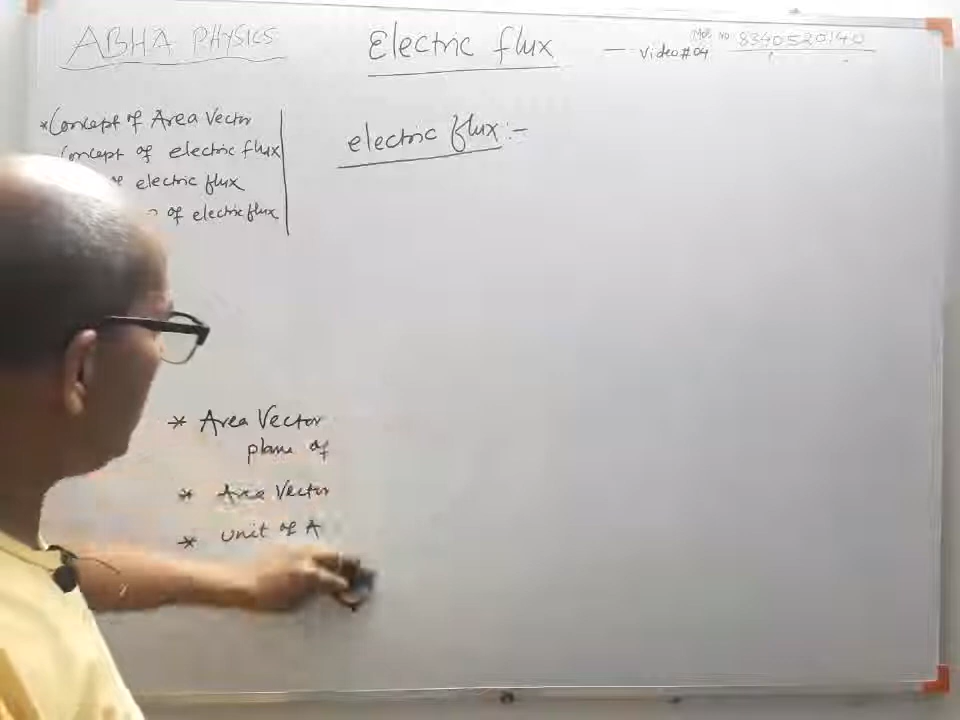 ABHA PHYSICS
Electric flux
— Video#04
Mob No 8340520140
*Concept of Area Vector
Concept of electric flux
of electric flux
of electric flux
electric flux :-
* Area Vector
plane of
* Area Vector
* unit of A